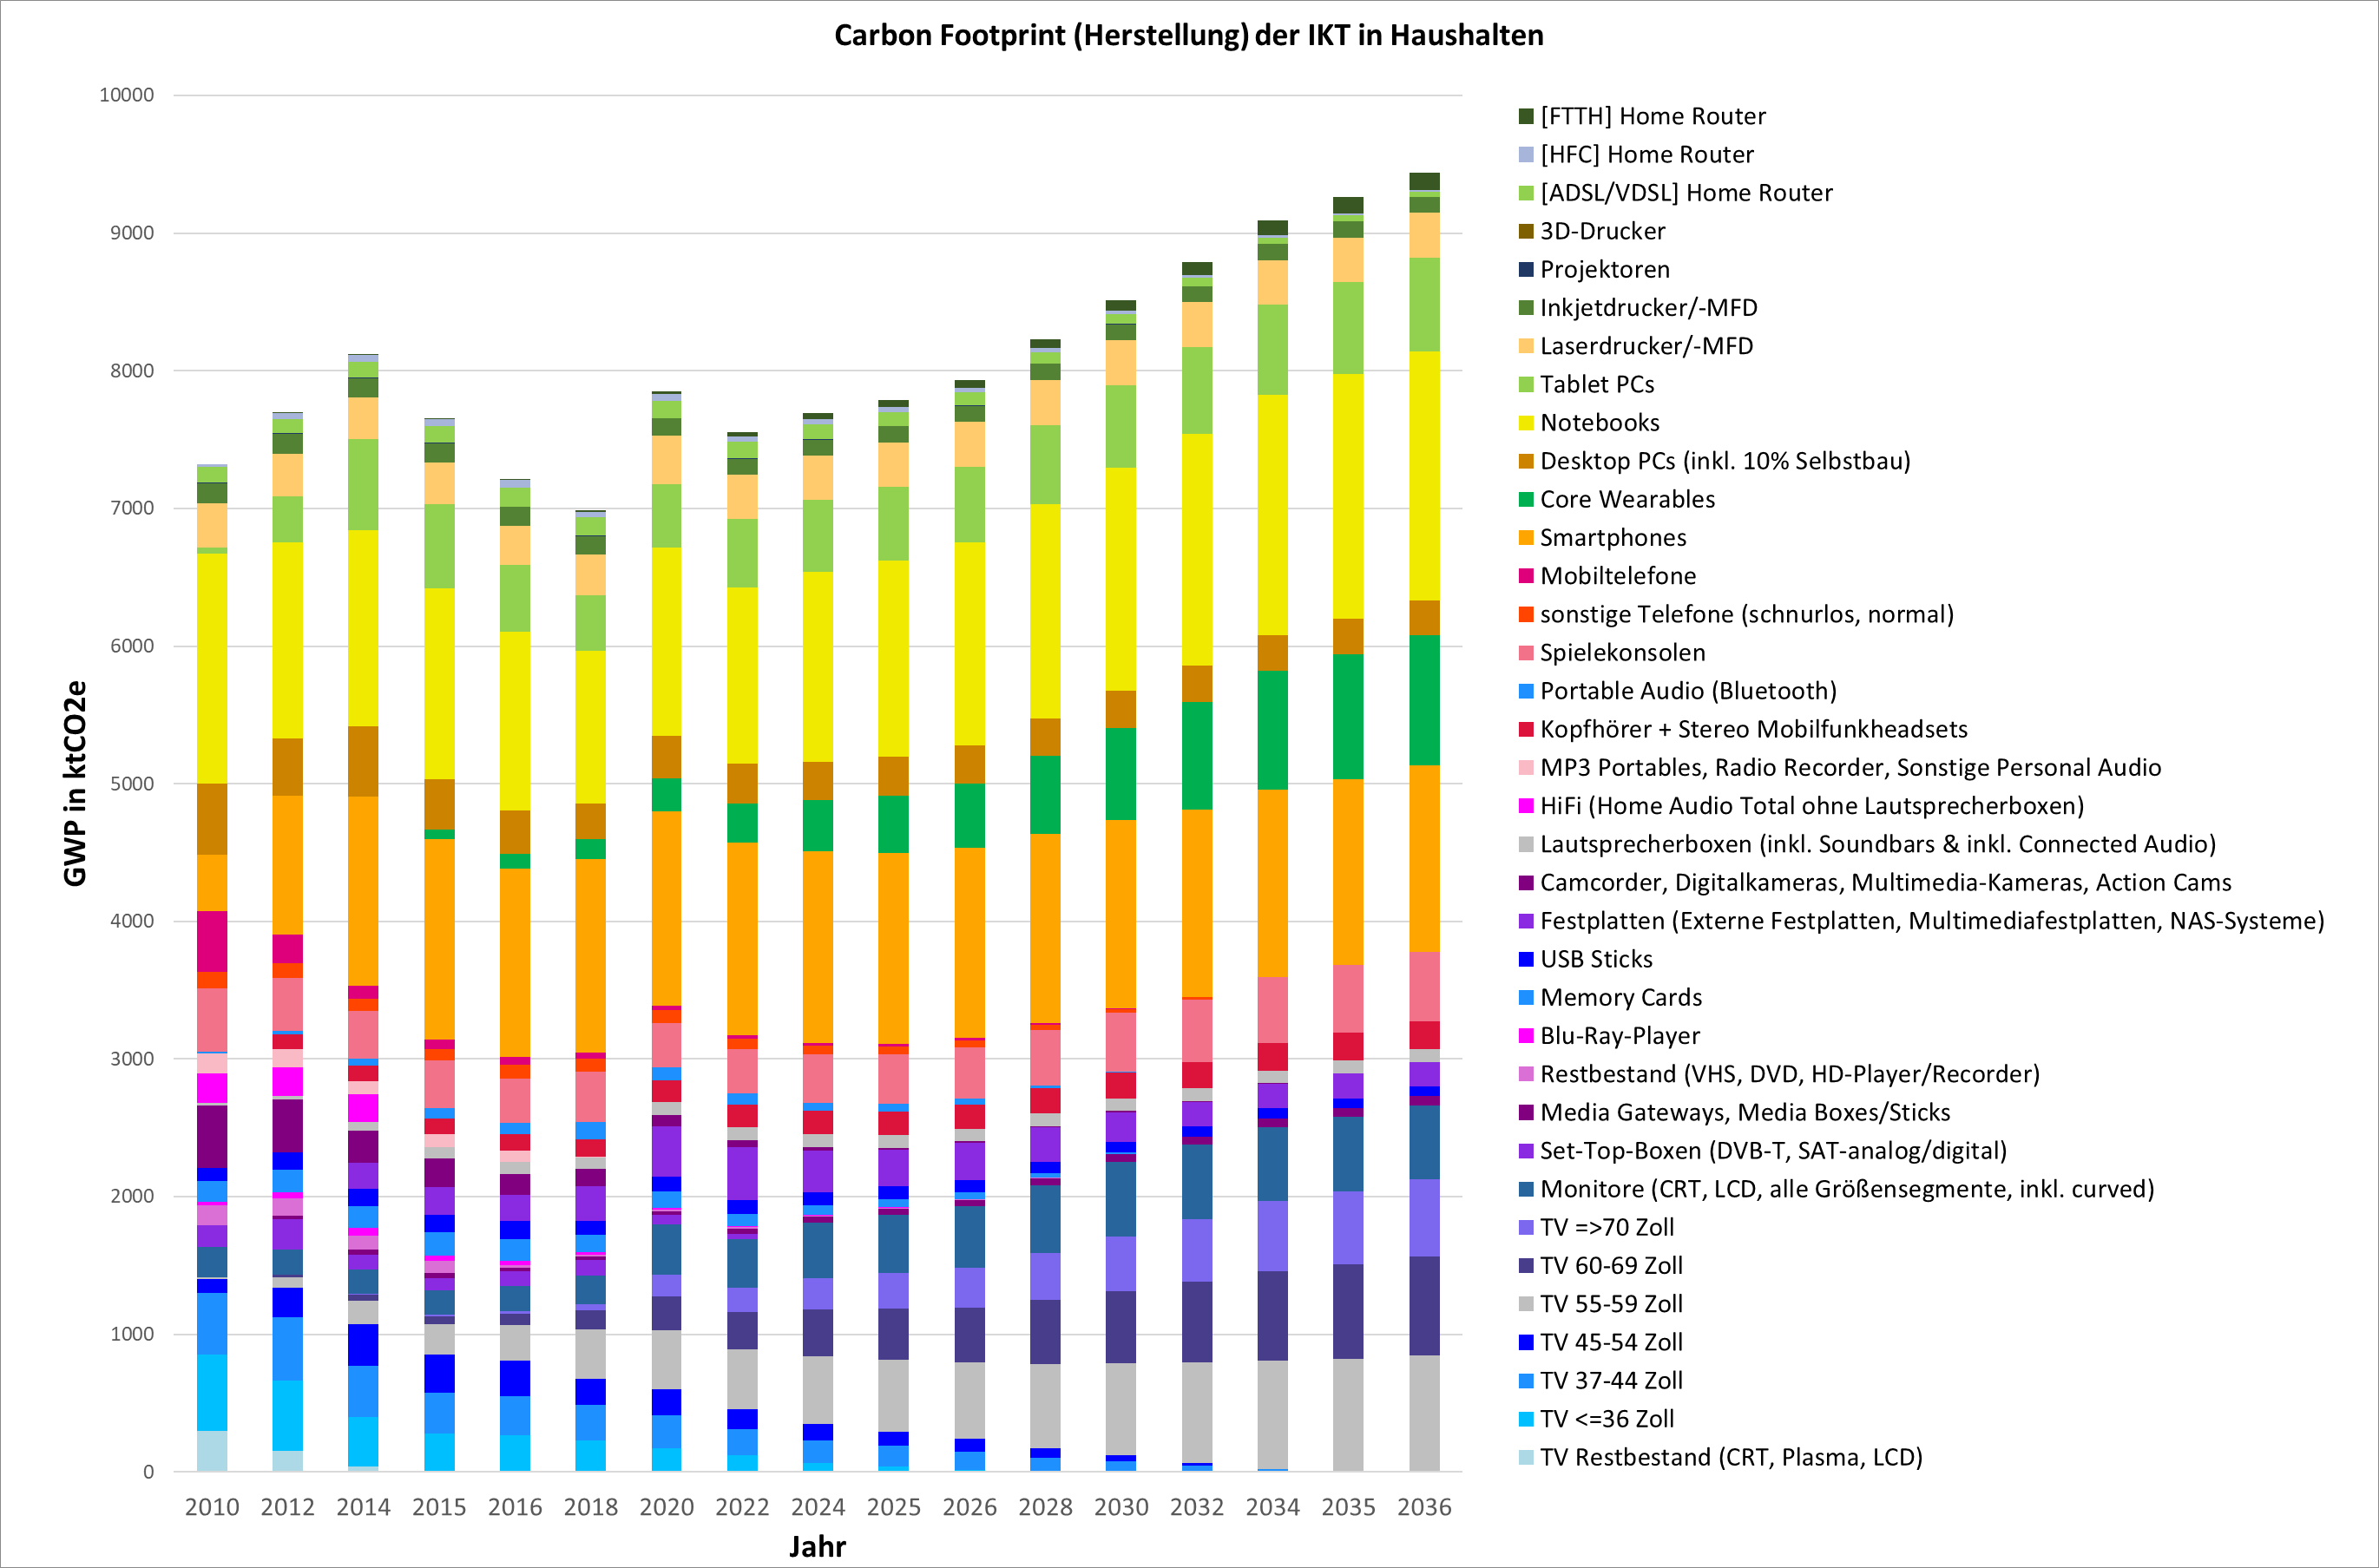 Carbon Footprint (Herstellung) der IKT in Haushalten
GWP in ktCO2e
10000
9000
8000
7000
6000
5000
4000
3000
2000
1000
0
2010 2012 2014 2015 2016 2018 2020 2022 2024 2025 2026 2028 2030 2032 2034 2035 2036
Jahr
[FTTH] Home Router
[HFC] Home Router
[ADSL/VDSL] Home Router
3D-Drucker
Projektoren
Inkjetdrucker/-MFD
Laserdrucker/-MFD
Tablet PCs
Notebooks
Desktop PCs (inkl. 10% Selbstbau)
Core Wearables
Smartphones
Mobiltelefone
sonstige Telefone (schnurlos, normal)
Spielekonsolen
Portable Audio (Bluetooth)
Kopfhörer + Stereo Mobilfunkheadsets
MP3 Portables, Radio Recorder, Sonstige Personal Audio
HiFi (Home Audio Total ohne Lautsprecherboxen)
Lautsprecherboxen (inkl. Soundbars & inkl. Connected Audio)
Camcorder, Digitalkameras, Multimedia-Kameras, Action Cams
Festplatten (Externe Festplatten, Multimediafestplatten, NAS-Systeme)
USB Sticks
Memory Cards
Blu-Ray-Player
Restbestand (VHS, DVD, HD-Player/Recorder)
Media Gateways, Media Boxes/Sticks
Set-Top-Boxen (DVB-T, SAT-analog/digital)
Monitore (CRT, LCD, alle Größensegmente, inkl. curved)
TV =>70 Zoll
TV 60-69 Zoll
TV 55-59 Zoll
TV 45-54 Zoll
TV 37-44 Zoll
TV <=36 Zoll
TV Restbestand (CRT, Plasma, LCD)